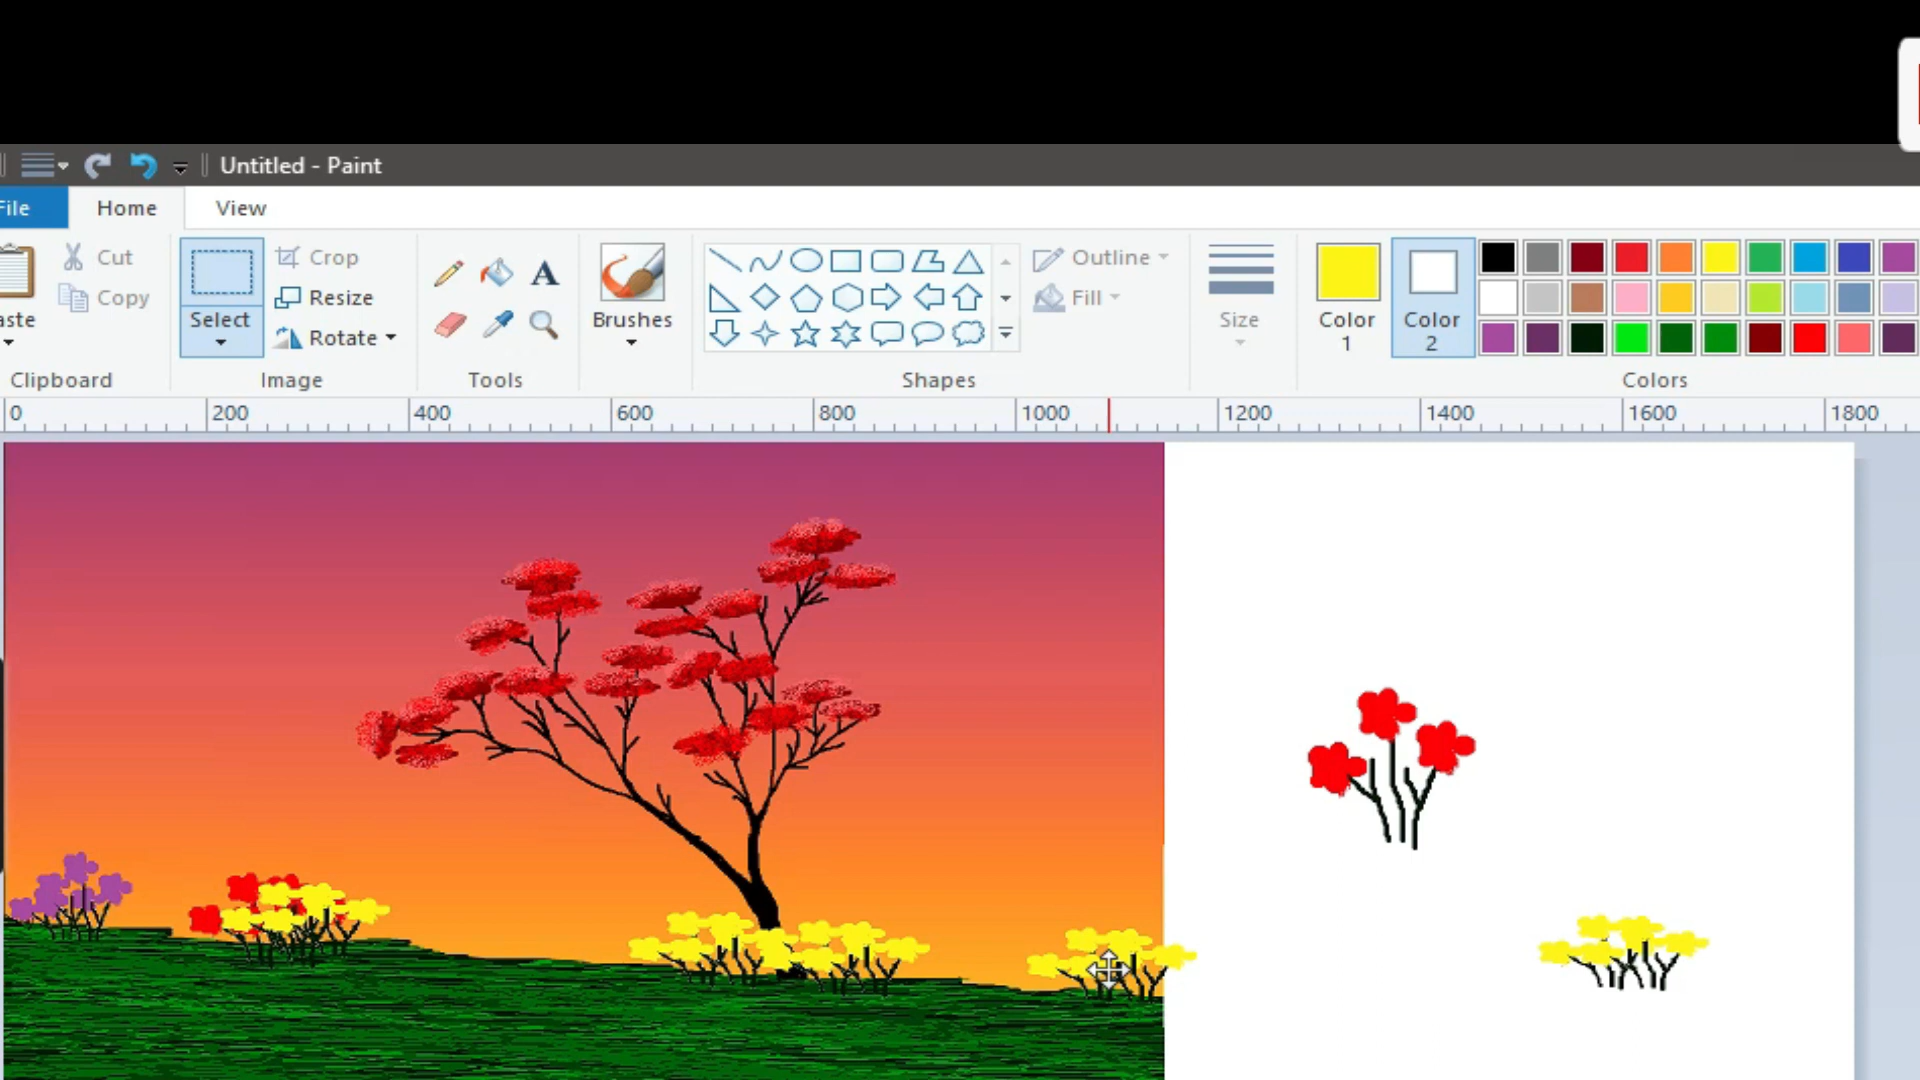 Untitled - Paint
File
Home
View
Cut
Copy
aste
Clipboard
Select
Crop
Resize
Rotate
Image
A
Tools
Brushes
Outline
Fill
Shapes
Size
Color
1
Color
2
Colors
0
200
400
600
800
1000
1200
1400
1600
1800